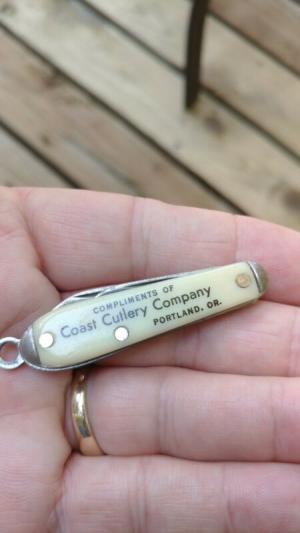 COMPLIMENTS OF
Coast Cutlery Company
PORTLAND, OR.